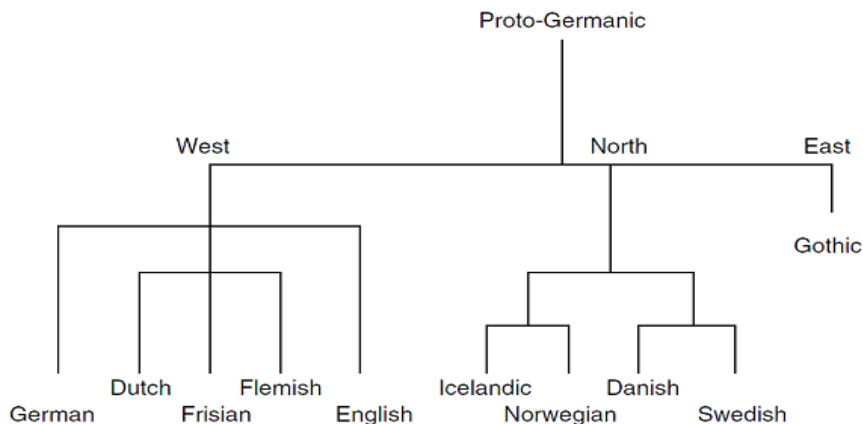 Proto-Germanic
West North East
Gothic
Dutch Flemish Icelandic Danish
German Frisian English Norwegian Swedish